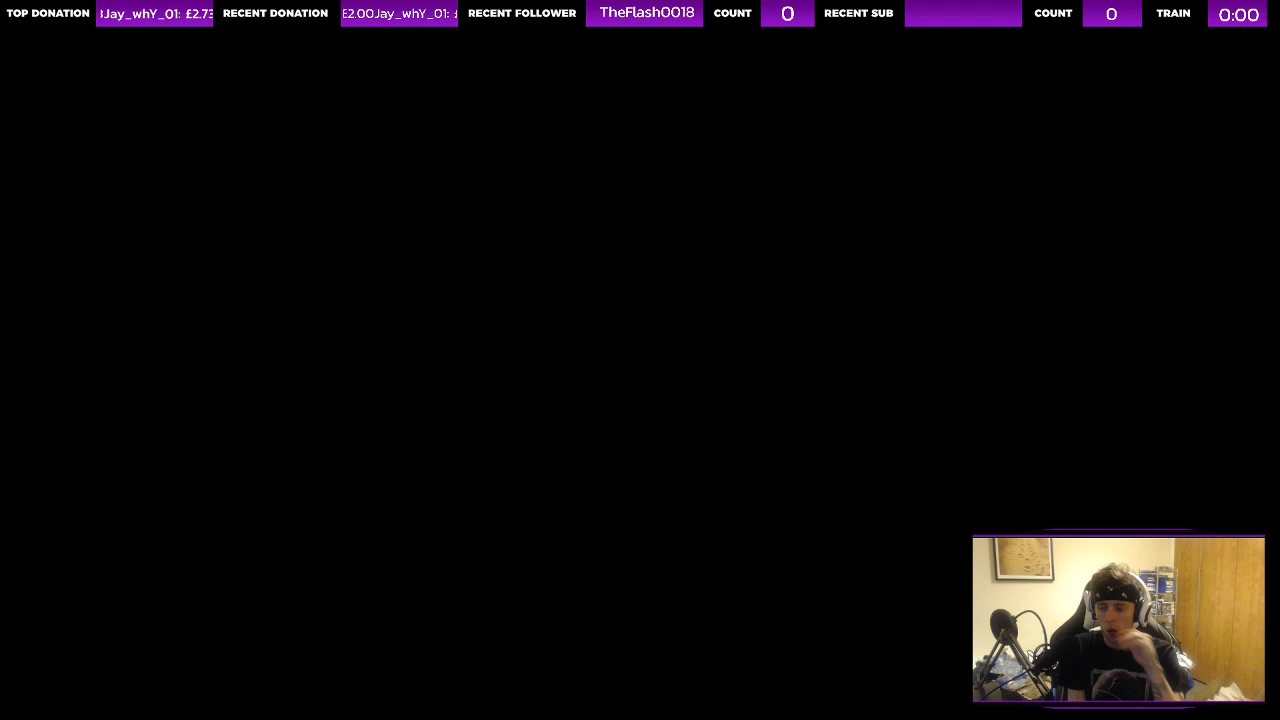 TOP DONATION Jay_whY_01: £2.73 RECENT DONATION £2.00Jay_whY_01: RECENT FOLLOWER TheFlash0018 COUNT 0 RECENT SUB COUNT 0 TRAIN 0:00